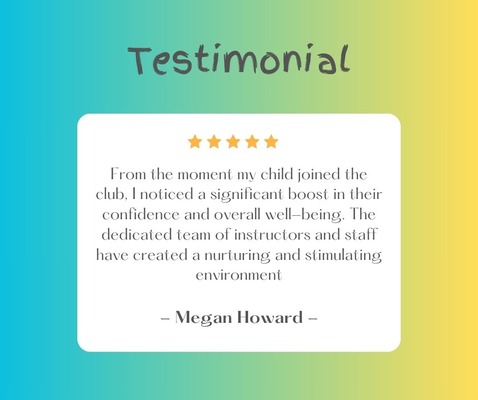 Testimonial
From the moment my child joined the
club, I noticed a significant boost in their
confidence and overall well-being. The
dedicated team of instructors and staff
have created a nurturing and stimulating
environment
- Megan Howard -